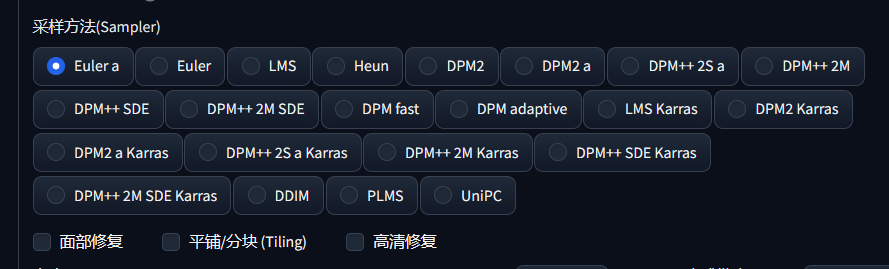 采样方法(Sampler)
Euler a Euler LMS Heun DPM2 DPM2 a DPM++ 2S a DPM++ 2M
DPM++ SDE DPM++ 2M SDE DPM fast DPM adaptive LMS Karras DPM2 Karras
DPM2 a Karras DPM++ 2S a Karras DPM++ 2M Karras DPM++ SDE Karras
DPM++ 2M SDE Karras DDIM PLMS UniPC
面部修复 平铺/分块 (Tiling) 高清修复